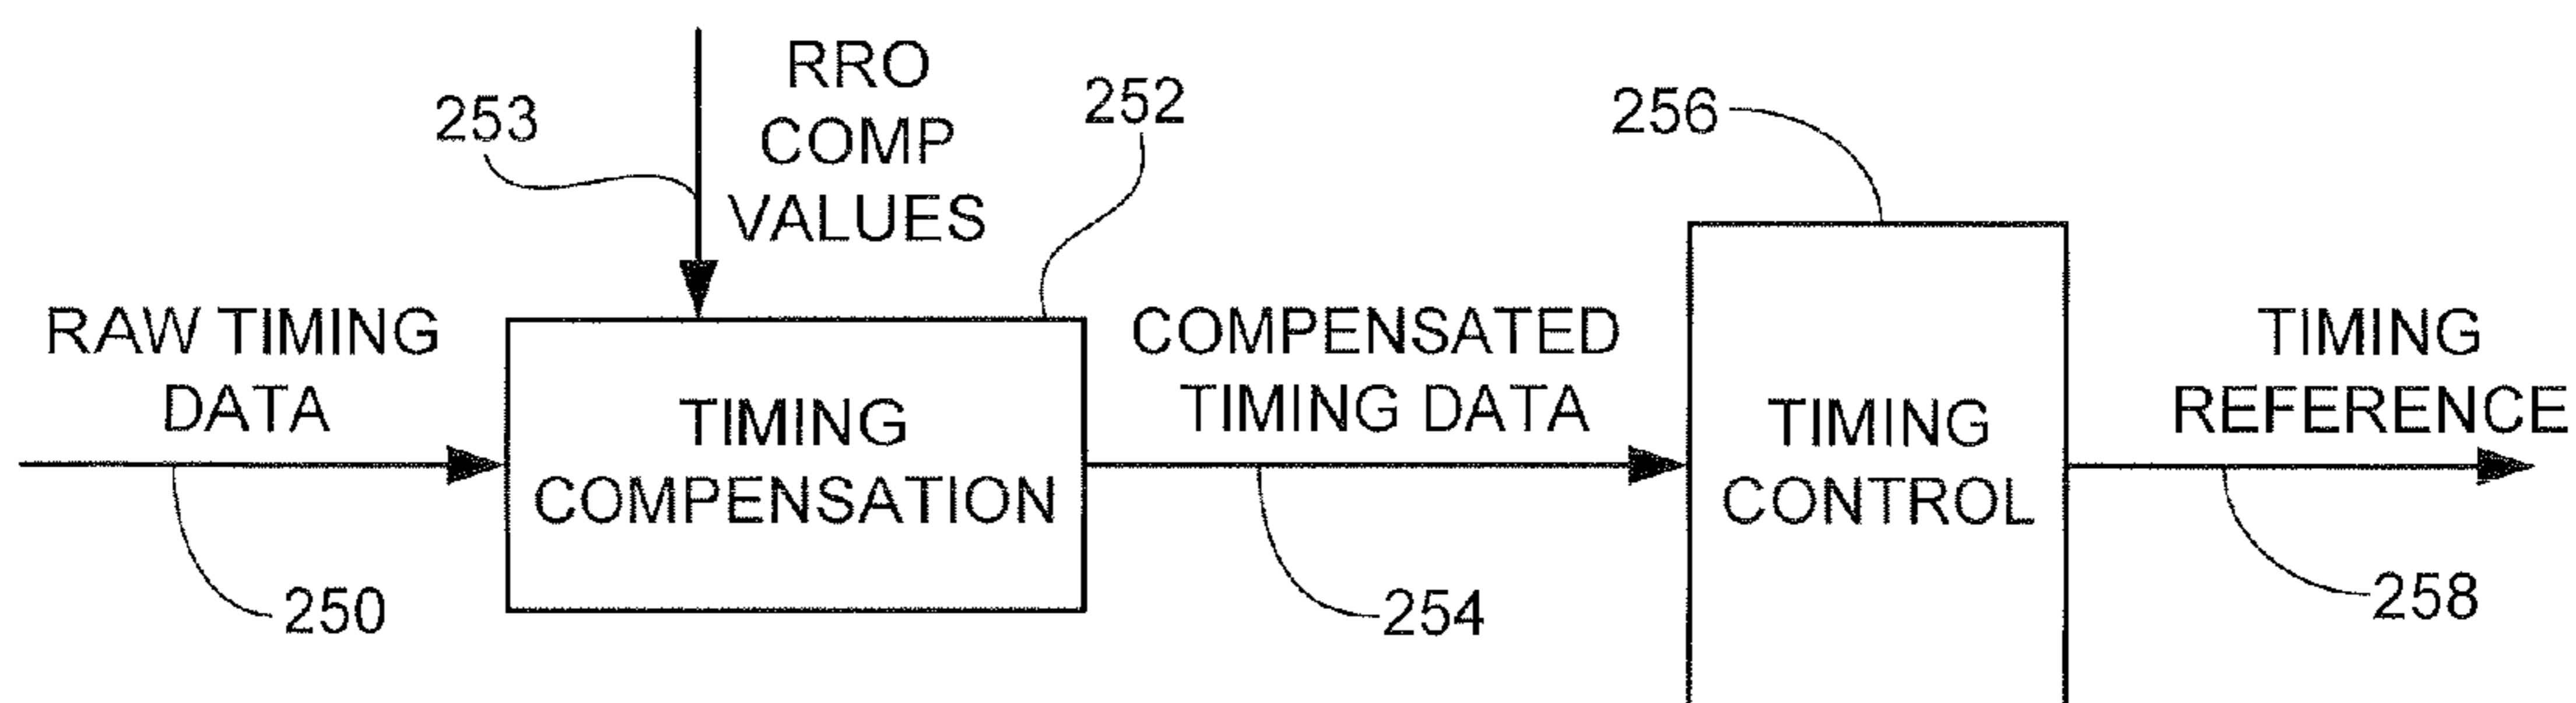 RRO
COMP
VALUES
253
252
256
RAW TIMING
DATA
250
TIMING
COMPENSATION
COMPENSATED
TIMING DATA
254
TIMING
CONTROL
TIMING
REFERENCE
258